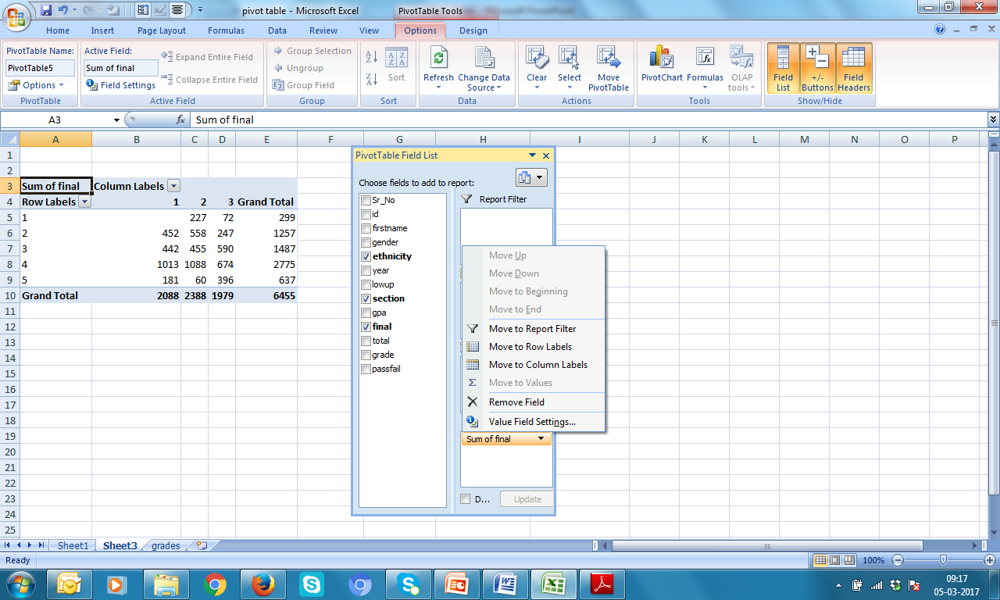 pivot table - Microsoft Excel
PivotTable Tools
Home Insert Page Layout Formulas Data Review View Options Design
PivotTable Name:
PivotTable5
Options
PivotTable
Active Field:
Sum of final
Field Settings
Expand Entire Field
Collapse Entire Field
Active Field
Group Selection
Ungroup
Group Field
Group
Sort
Sort
Refresh
Change Data Source
Data
Clear
Select
Move PivotTable
Actions
PivotChart
Formulas
OLAP tools
Tools
Field List
+/- Buttons
Field Headers
Show/Hide
A3
fx
Sum of final
A B C D E F G H I J K L M N O P
1
2
3 Sum of final Column Labels
4 Row Labels 1 2 3 Grand Total
5 1 227 72 299
6 2 452 558 247 1257
7 3 442 455 590 1487
8 4 1013 1088 674 2775
9 5 181 60 396 637
10 Grand Total 2088 2388 1979 6455
11
12
13
14
15
16
17
18
19
20
21
22
23
24
25
PivotTable Field List
Choose fields to add to report:
Sr_No
id
firstname
gender
ethnicity
year
lowup
section
gpa
final
total
grade
passfail
Report Filter
Move Up
Move Down
Move to Beginning
Move to End
Move to Report Filter
Move to Row Labels
Move to Column Labels
Σ Move to Values
Remove Field
Value Field Settings...
Sum of final
D...
Update
Sheet1 Sheet3 grades
Ready
100%
09:17
05-03-2017